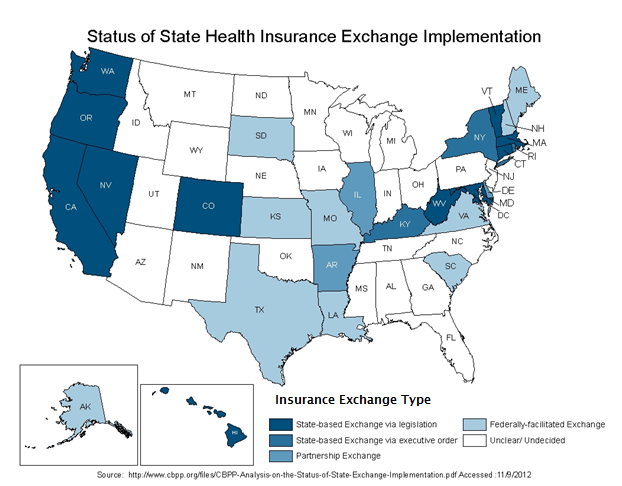 Status of State Health Insurance Exchange Implementation
WA
MT
ND
MN
VT
ME
OR
ID
SD
WI
MI
NY
NH
MA
WY
RI
CT
NV
UT
NE
IA
PA
NJ
CA
CO
IL
IN
OH
DE
KS
MO
WV
VA
MD
DC
KY
AZ
NM
OK
AR
TN
NC
SC
TX
LA
MS
AL
GA
FL
AK
HI
Insurance Exchange Type
State-based Exchange via legislation
Federally-facilitated Exchange
State-based Exchange via executive order
Unclear/ Undecided
Partnership Exchange
Source: http://www.cbpp.org/files/CBPP-Analysis-on-the-Status-of-State-Exchange-Implementation.pdf Accessed :11/9/2012